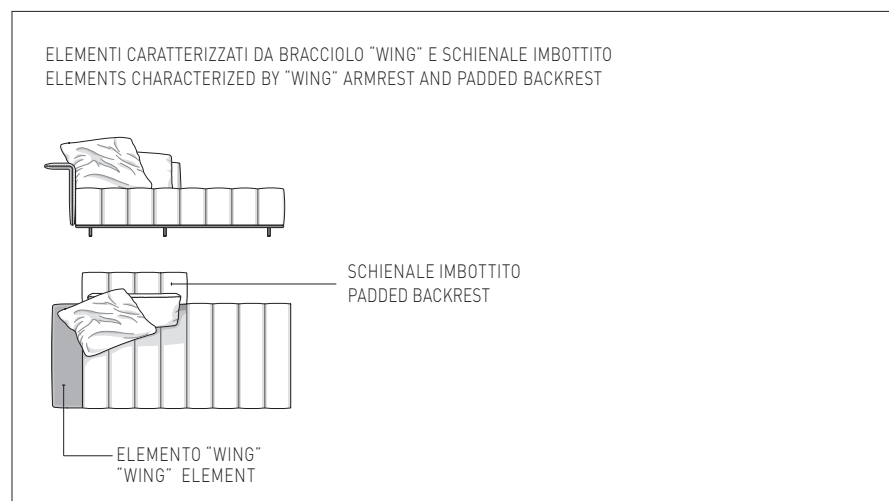 ELEMENTI CARATTERIZZATI DA BRACCIOLO “WING” E SCHIENALE IMBOTTITO
ELEMENTS CHARACTERIZED BY “WING” ARMREST AND PADDED BACKREST
SCHIENALE IMBOTTITO
PADDED BACKREST
ELEMENTO “WING”
“WING” ELEMENT